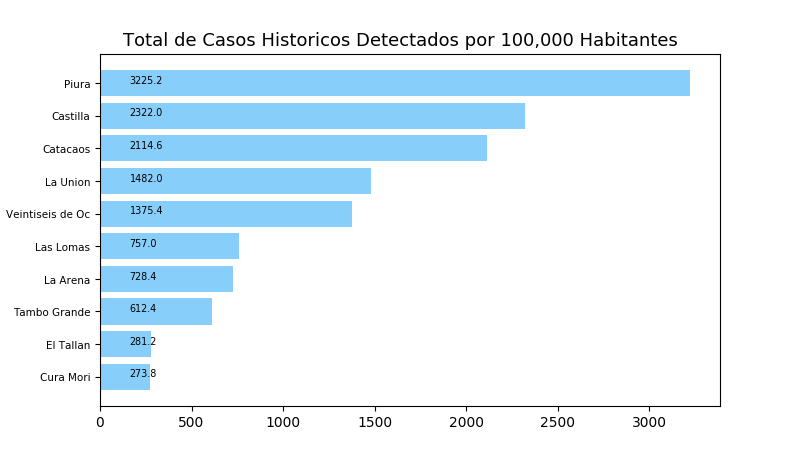 Total de Casos Historicos Detectados por 100,000 Habitantes
Piura 3225.2
Castilla 2322.0
Catacaos 2114.6
La Union 1482.0
Veintiseis de Oc 1375.4
Las Lomas 757.0
La Arena 728.4
Tambo Grande 612.4
El Tallan 281.2
Cura Mori 273.8
0 500 1000 1500 2000 2500 3000